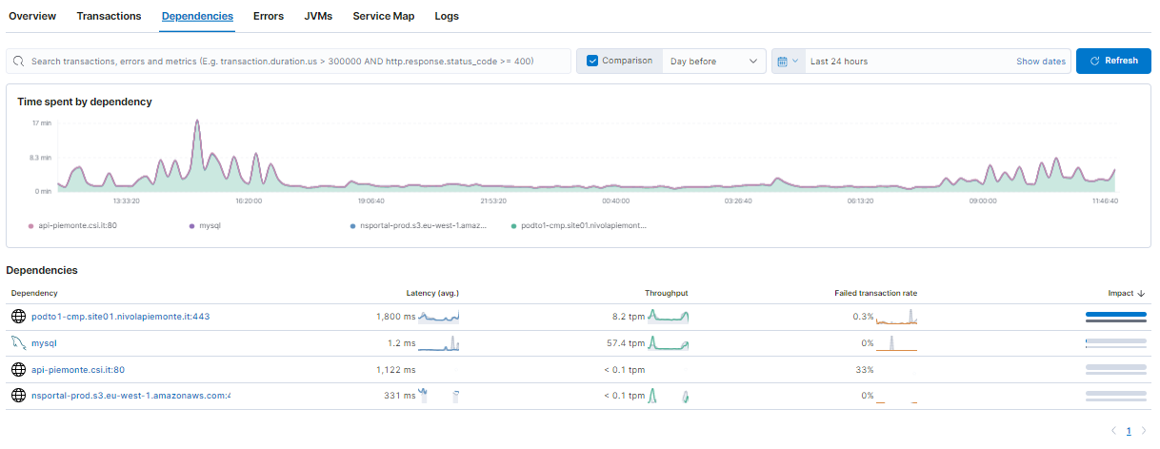 Overview Transactions Dependencies Errors JVMs Service Map Logs
Search transactions, errors and metrics (E.g. transaction.duration.us > 300000 AND http.response.status_code >= 400) Comparison Day before Last 24 hours Show dates Refresh
Time spent by dependency
17 min
8.3 min
0 min
13:33:20 16:20:00 19:06:40 21:53:20 00:40:00 03:26:40 06:13:20 09:00:00 11:46:40
api-piemonte.csi.it:80 mysql nsportal-prod.s3.eu-west-1.amaz... podto1-cmp.site01.nivolapiemont...
Dependencies
Dependency Latency (avg.) Throughput Failed transaction rate Impact
podto1-cmp.site01.nivolapiemonte.it:443 1,800 ms 8.2 tpm 0.3%
mysql 1.2 ms 57.4 tpm 0%
api-piemonte.csi.it:80 1,122 ms < 0.1 tpm 33%
nsportal-prod.s3.eu-west-1.amazonaws.com:4 331 ms < 0.1 tpm 0%
1